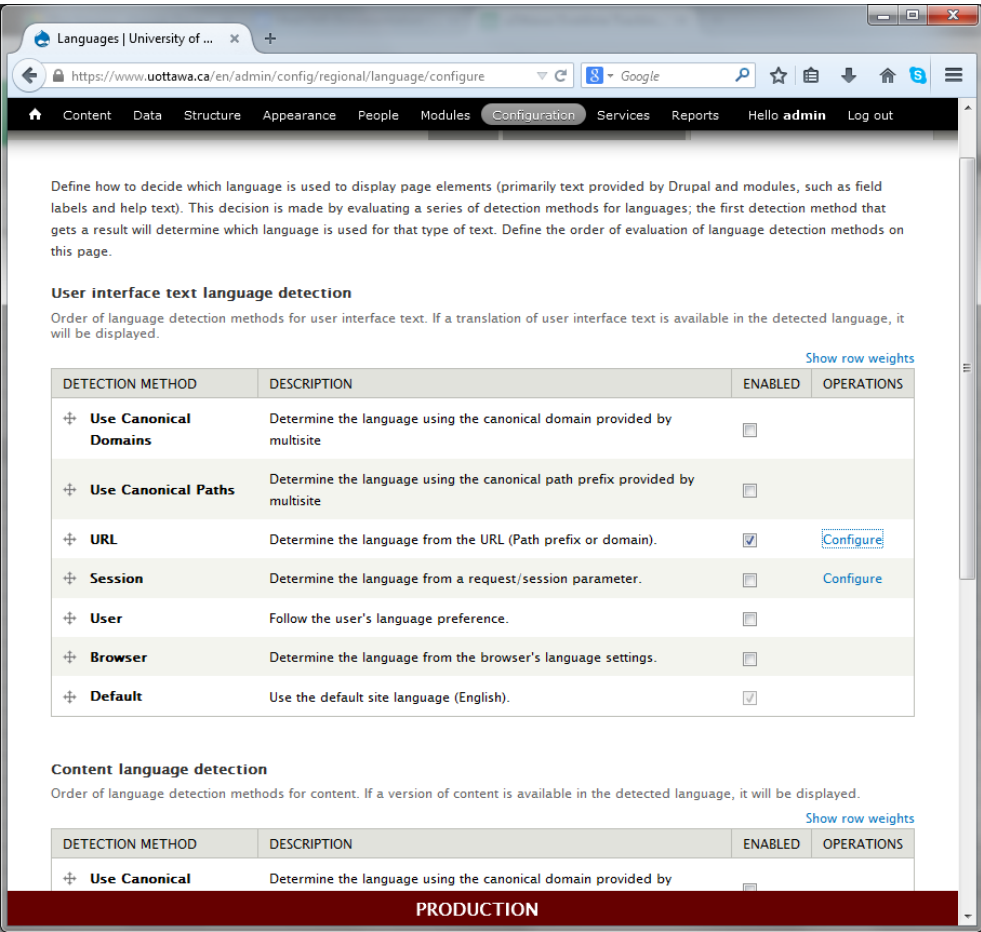 Languages | University of ...
https://www.uottawa.ca/en/admin/config/regional/language/configure
Google
Content Data Structure Appearance People Modules Configuration Services Reports Hello admin Log out
Define how to decide which language is used to display page elements (primarily text provided by Drupal and modules, such as field
labels and help text). This decision is made by evaluating a series of detection methods for languages; the first detection method that
gets a result will determine which language is used for that type of text. Define the order of evaluation of language detection methods on
this page.
User interface text language detection
Order of language detection methods for user interface text. If a translation of user interface text is available in the detected language, it
will be displayed.
Show row weights
DETECTION METHOD DESCRIPTION ENABLED OPERATIONS
Use Canonical
Domains
Determine the language using the canonical domain provided by
multisite
Use Canonical Paths
Determine the language using the canonical path prefix provided by
multisite
URL Determine the language from the URL (Path prefix or domain). Configure
Session Determine the language from a request/session parameter. Configure
User Follow the user's language preference.
Browser Determine the language from the browser's language settings.
Default Use the default site language (English).
Content language detection
Order of language detection methods for content. If a version of content is available in the detected language, it will be displayed.
Show row weights
DETECTION METHOD DESCRIPTION ENABLED OPERATIONS
Use Canonical Determine the language using the canonical domain provided by
PRODUCTION